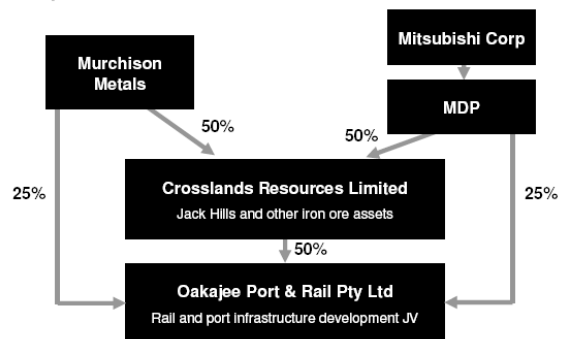 Murchison
Metals
Mitsubishi Corp
MDP
50%
50%
25%
25%
Crosslands Resources Limited
Jack Hills and other iron ore assets
50%
Oakajee Port & Rail Pty Ltd
Rail and port infrastructure development JV